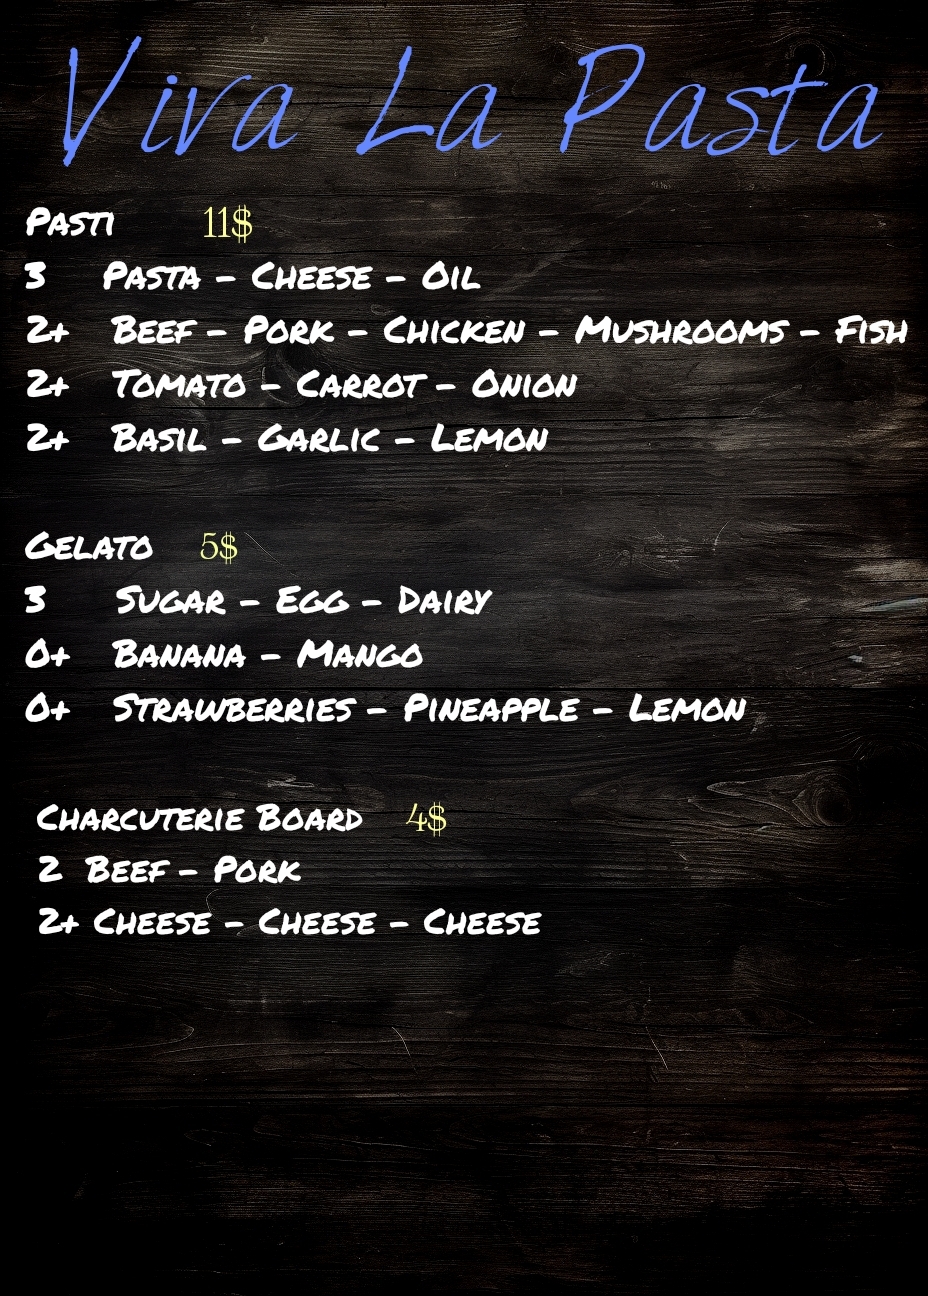 Viva La Pasta
Pasti 11$
3 Pasta - Cheese - Oil
2+ Beef - Pork - Chicken - Mushrooms - Fish
2+ Tomato - Carrot - Onion
2+ Basil - Garlic - Lemon
Gelato 5$
3 Sugar - Egg - Dairy
0+ Banana - Mango
0+ Strawberries - Pineapple - Lemon
Charcuterie Board 4$
2 Beef - Pork
2+ Cheese - Cheese - Cheese